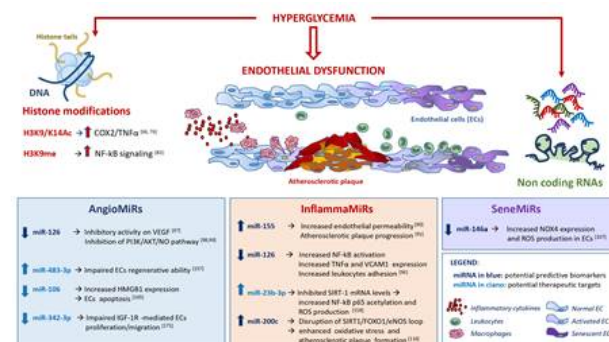 HYPERGLYCEMIA
Histone tails
DNA
ENDOTHELIAL DYSFUNCTION
Endothelial cells (ECs)
Histone modifications
H3K9/K14Ac → COX2/TNFα
H3K9me → NF-kB signaling
Atherosclerotic plaque
Non coding RNAs
AngioMiRs
miR-126 → Inhibitory activity on VEGF
Inhibition of PI3K/AKT/NO pathway
miR-483-3p → Impaired ECs regenerative ability
miR-106 → Increased HMGB1 expression
→ ECs apoptosis
miR-342-3p → Impaired IGF-1R -mediated ECs
proliferation/migration
InflammaMiRs
miR-155 → Increased endothelial permeability
Atherosclerotic plaque progression
miR-126 → Increased NF-kB activation
Increased TNFα and VCAM1 expression
Increased leukocytes adhesion
miR-23b-3p → Inhibited SIRT-1 mRNA levels →
increased NF-kB p65 acetylation and
ROS production
miR-200c → Disruption of SIRT1/FOXO1/eNOS loop
→ enhanced oxidative stress and
atherosclerotic plaque formation
SeneMiRs
miR-146a → Increased NOX4 expression
and ROS production in ECs
LEGEND:
miRNA in blue: potential predictive biomarkers
miRNA in ciano: potential therapeutic targets
Inflammatory cytokines
Leukocytes
Macrophages
Normal EC
Activated EC
Senescent EC